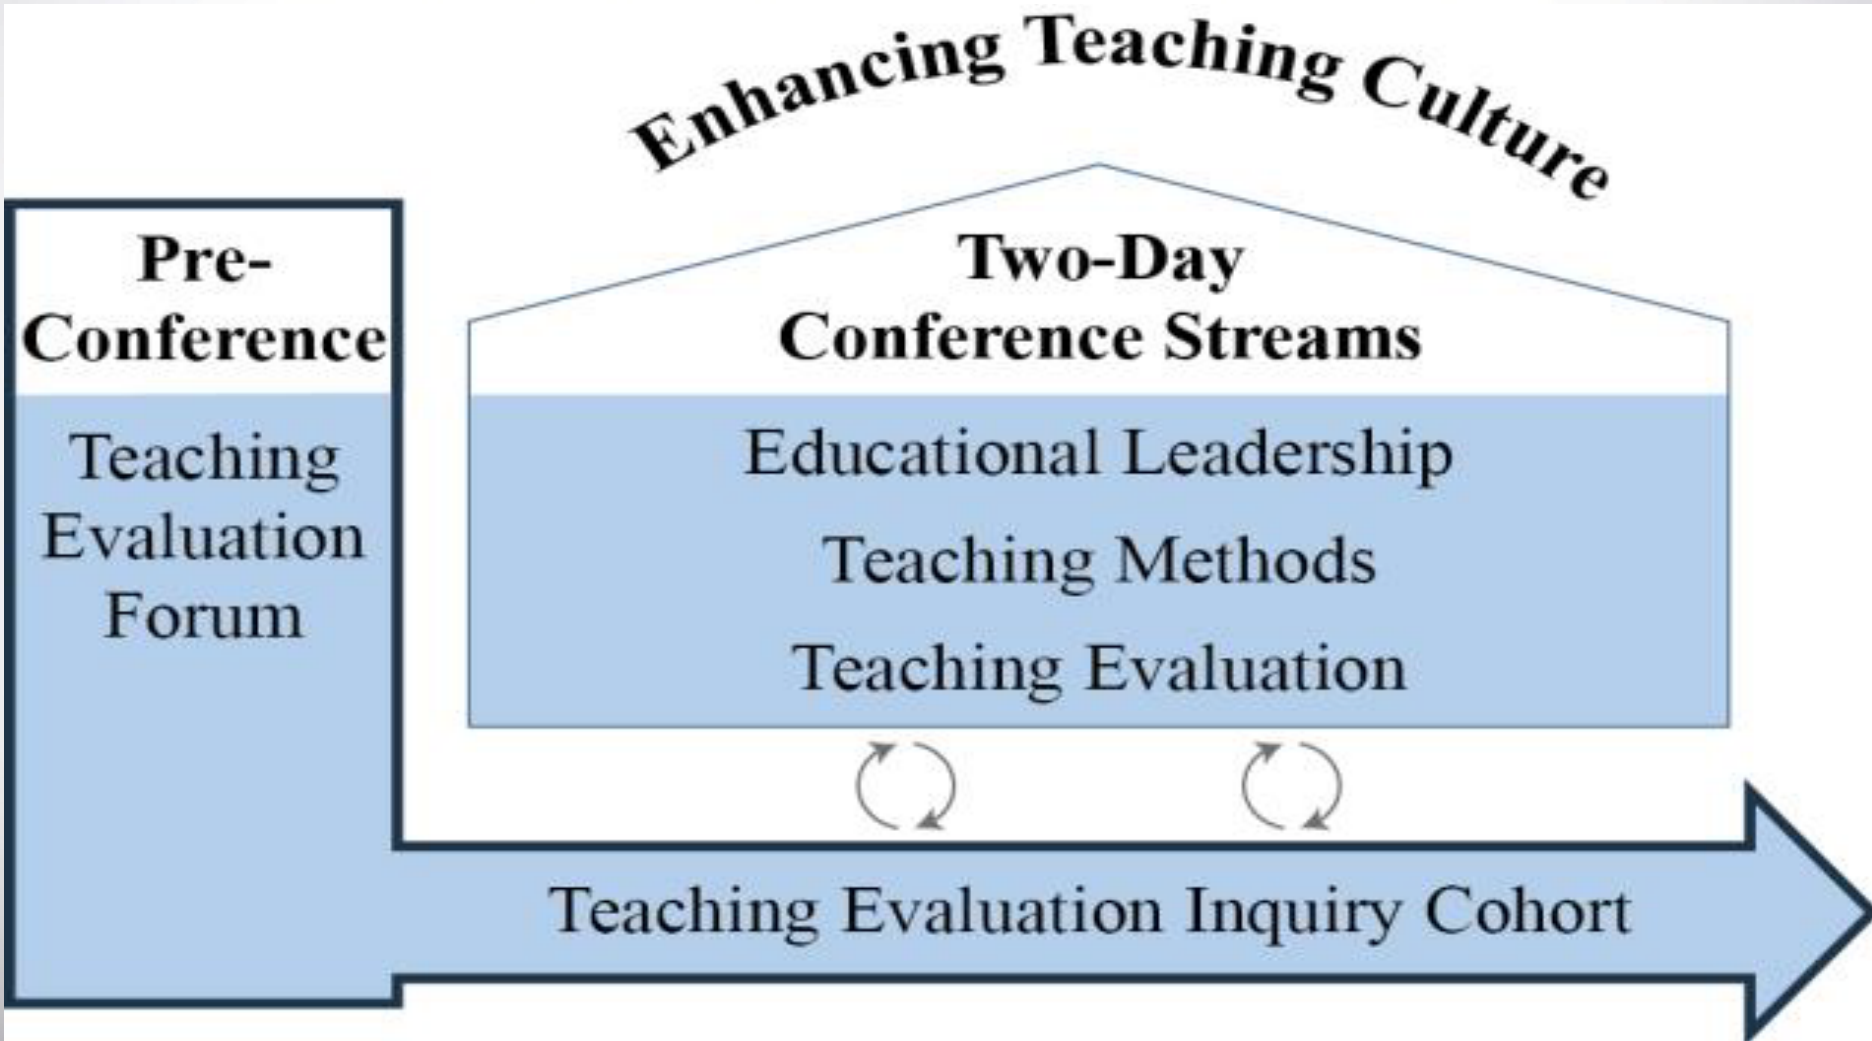 Enhancing Teaching Culture
Pre-
Conference
Teaching
Evaluation
Forum
Two-Day
Conference Streams
Educational Leadership
Teaching Methods
Teaching Evaluation
Teaching Evaluation Inquiry Cohort